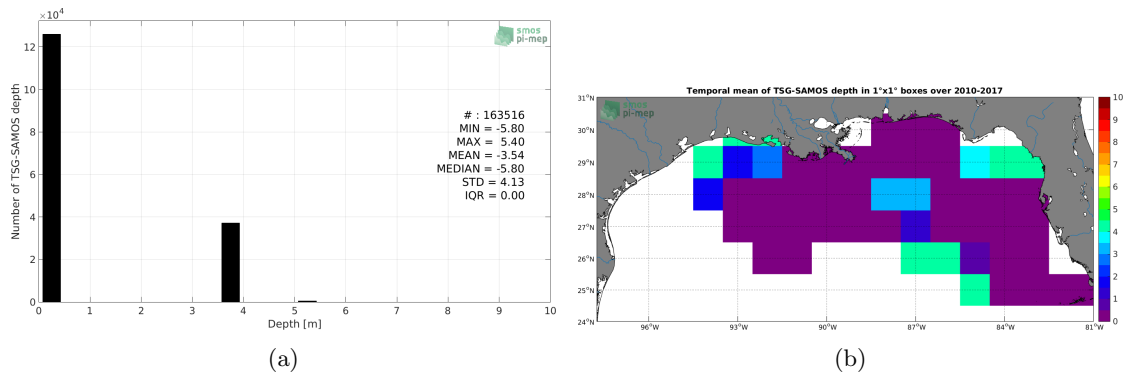 ×10⁴
smos
pi-mep
12
10
8
6
4
2
0
Number of TSG-SAMOS depth
# : 163516
MIN = -5.80
MAX = 5.40
MEAN = -3.54
MEDIAN = -5.80
STD = 4.13
IQR = 0.00
0 1 2 3 4 5 6 7 8 9 10
Depth [m]
(a)
Temporal mean of TSG-SAMOS depth in 1°x1° boxes over 2010-2017
smos
pi-mep
31°N
30°N
29°N
28°N
27°N
26°N
25°N
24°N
96°W 93°W 90°W 87°W 84°W 81°W
10
9
8
7
6
5
4
3
2
1
0
(b)